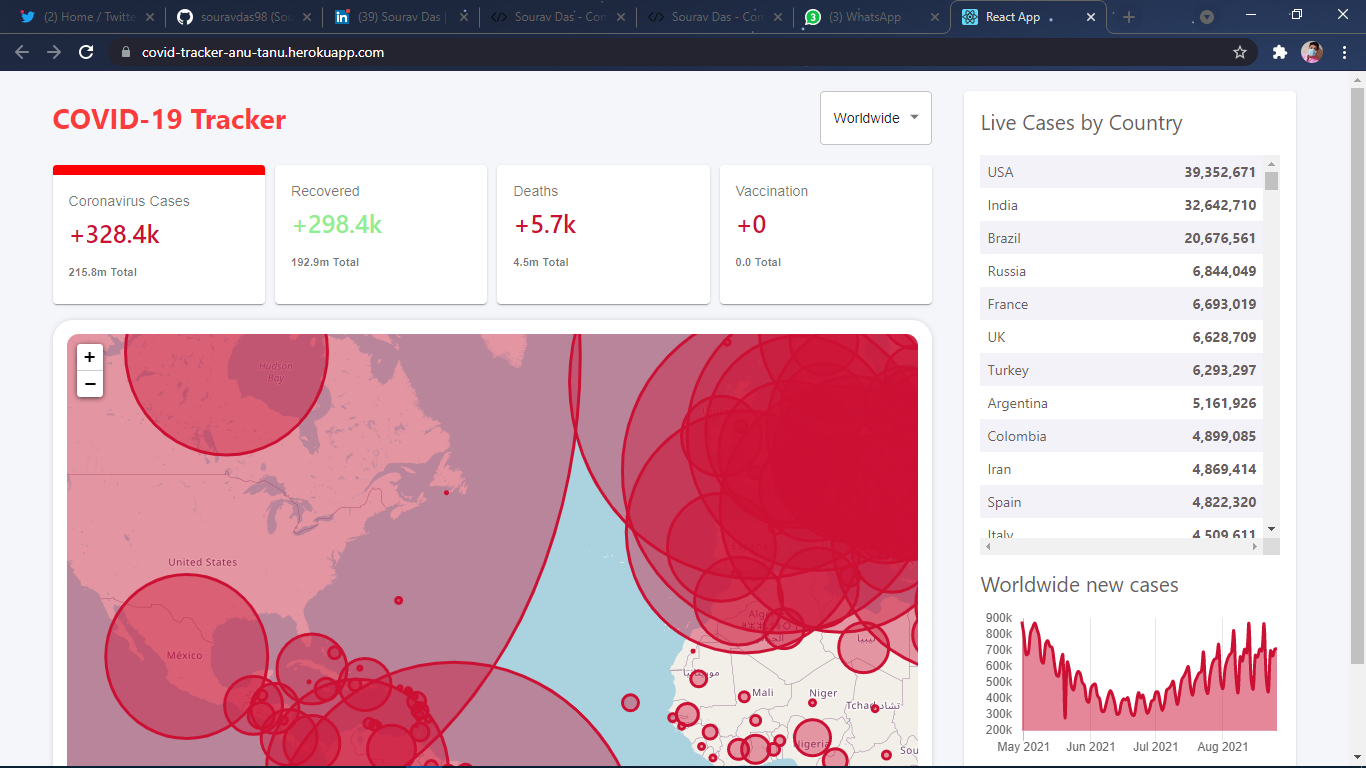 (2) Home / Twitte
souravdas98 (Sou
(39) Sourav Das |
Sourav Das - Com
Sourav Das - Com
(3) WhatsApp
React App
covid-tracker-anu-tanu.herokuapp.com
COVID-19 Tracker
Worldwide
Coronavirus Cases
+328.4k
215.8m Total
Recovered
+298.4k
192.9m Total
Deaths
+5.7k
4.5m Total
Vaccination
+0
0.0 Total
+
−
Hudson
Bay
United States
México
موريتانيا
Mali
Niger
Tchad تشاد
Nigeria
Live Cases by Country
USA 39,352,671
India 32,642,710
Brazil 20,676,561
Russia 6,844,049
France 6,693,019
UK 6,628,709
Turkey 6,293,297
Argentina 5,161,926
Colombia 4,899,085
Iran 4,869,414
Spain 4,822,320
Italy 4,509,611
Worldwide new cases
900k
800k
700k
600k
500k
400k
300k
200k
May 2021 Jun 2021 Jul 2021 Aug 2021